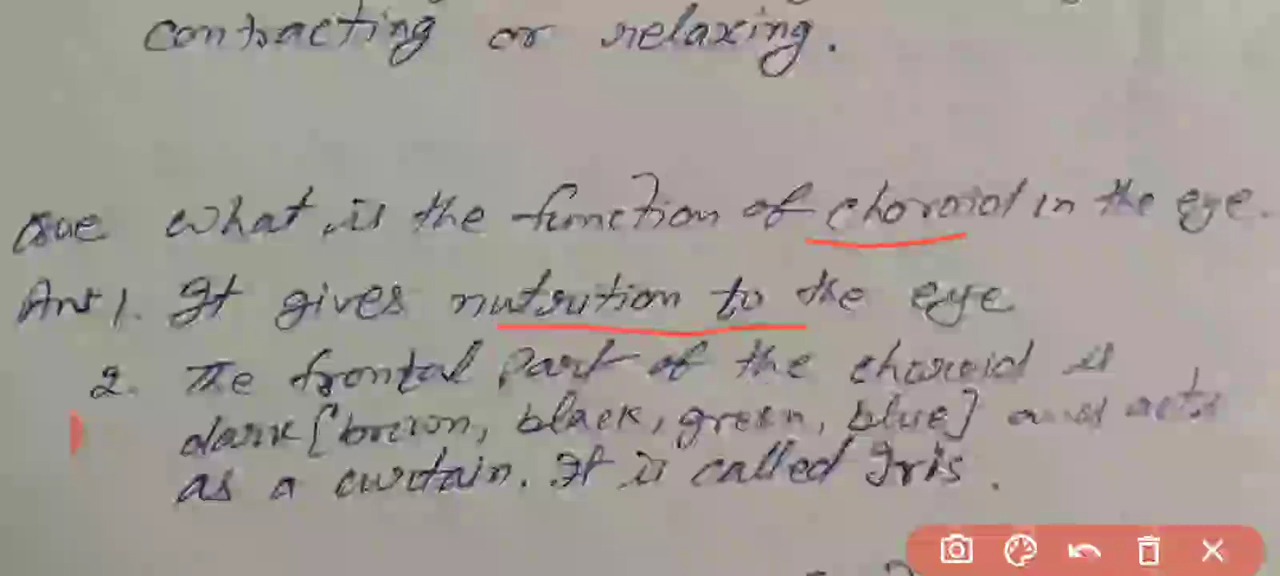 contracting or relaxing.
Que what is the function of choroid in the eye.
Ans 1. It gives nutrition to the eye
2. The frontal part of the choroid is
dark [brown, black, green, blue] and acts
as a curtain. It is called Iris.